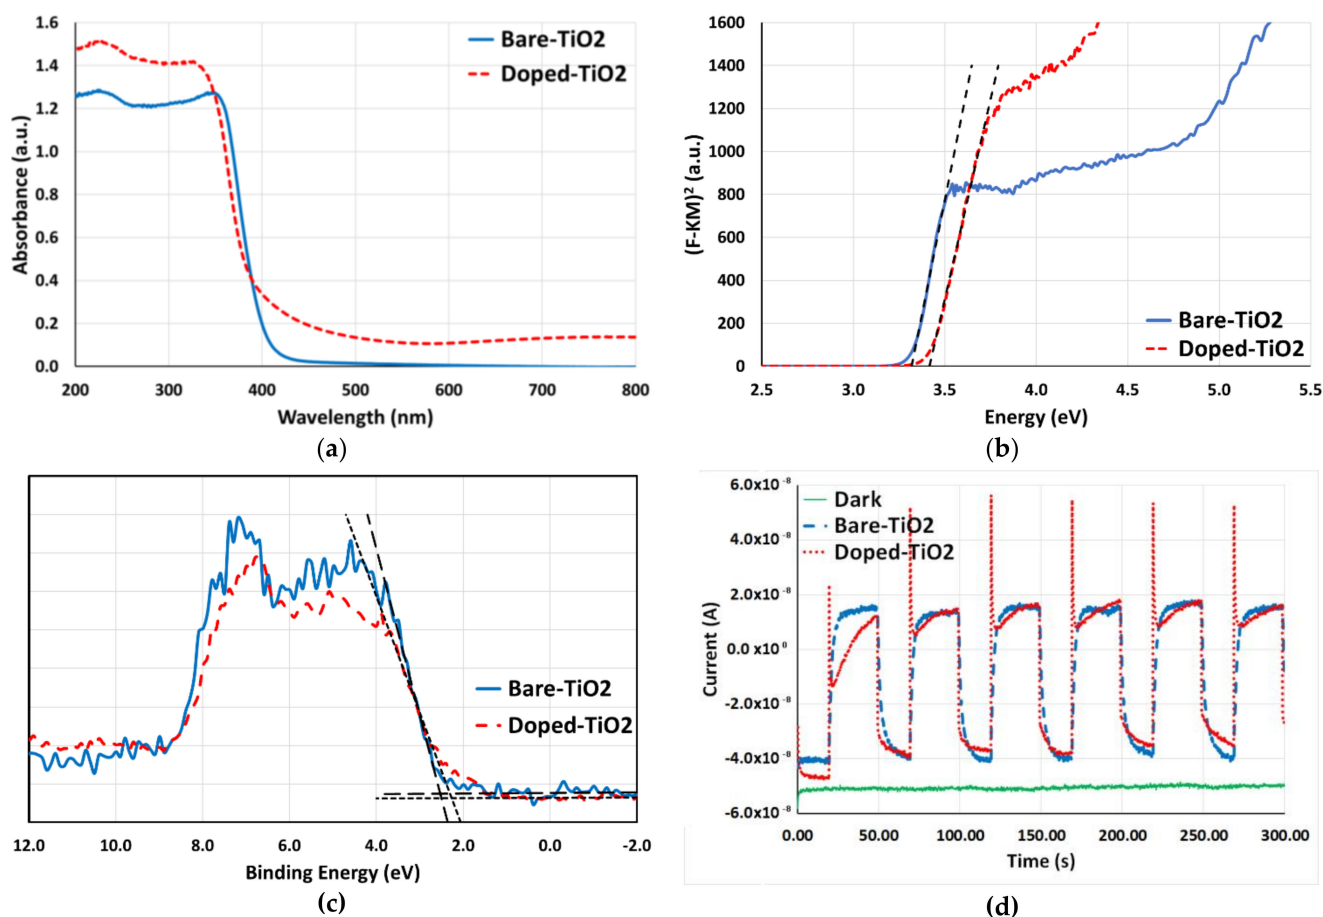 1.6
1.4
1.2
1.0
0.8
0.6
0.4
0.2
0.0
Absorbance (a.u.)
Bare-TiO2
Doped-TiO2
200 300 400 500 600 700 800
Wavelength (nm)
(a)
1600
1400
1200
1000
800
600
400
200
0
(F-KM)² (a.u.)
Bare-TiO2
Doped-TiO2
2.5 3.0 3.5 4.0 4.5 5.0 5.5
Energy (eV)
(b)
Bare-TiO2
Doped-TiO2
12.0 10.0 8.0 6.0 4.0 2.0 0.0 -2.0
Binding Energy (eV)
(c)
6.0x10⁻⁸
4.0x10⁻⁸
2.0x10⁻⁸
0.0x10⁰
-2.0x10⁻⁸
-4.0x10⁻⁸
-6.0x10⁻⁸
Current (A)
Dark
Bare-TiO2
Doped-TiO2
0.00 50.00 100.00 150.00 200.00 250.00 300.00
Time (s)
(d)